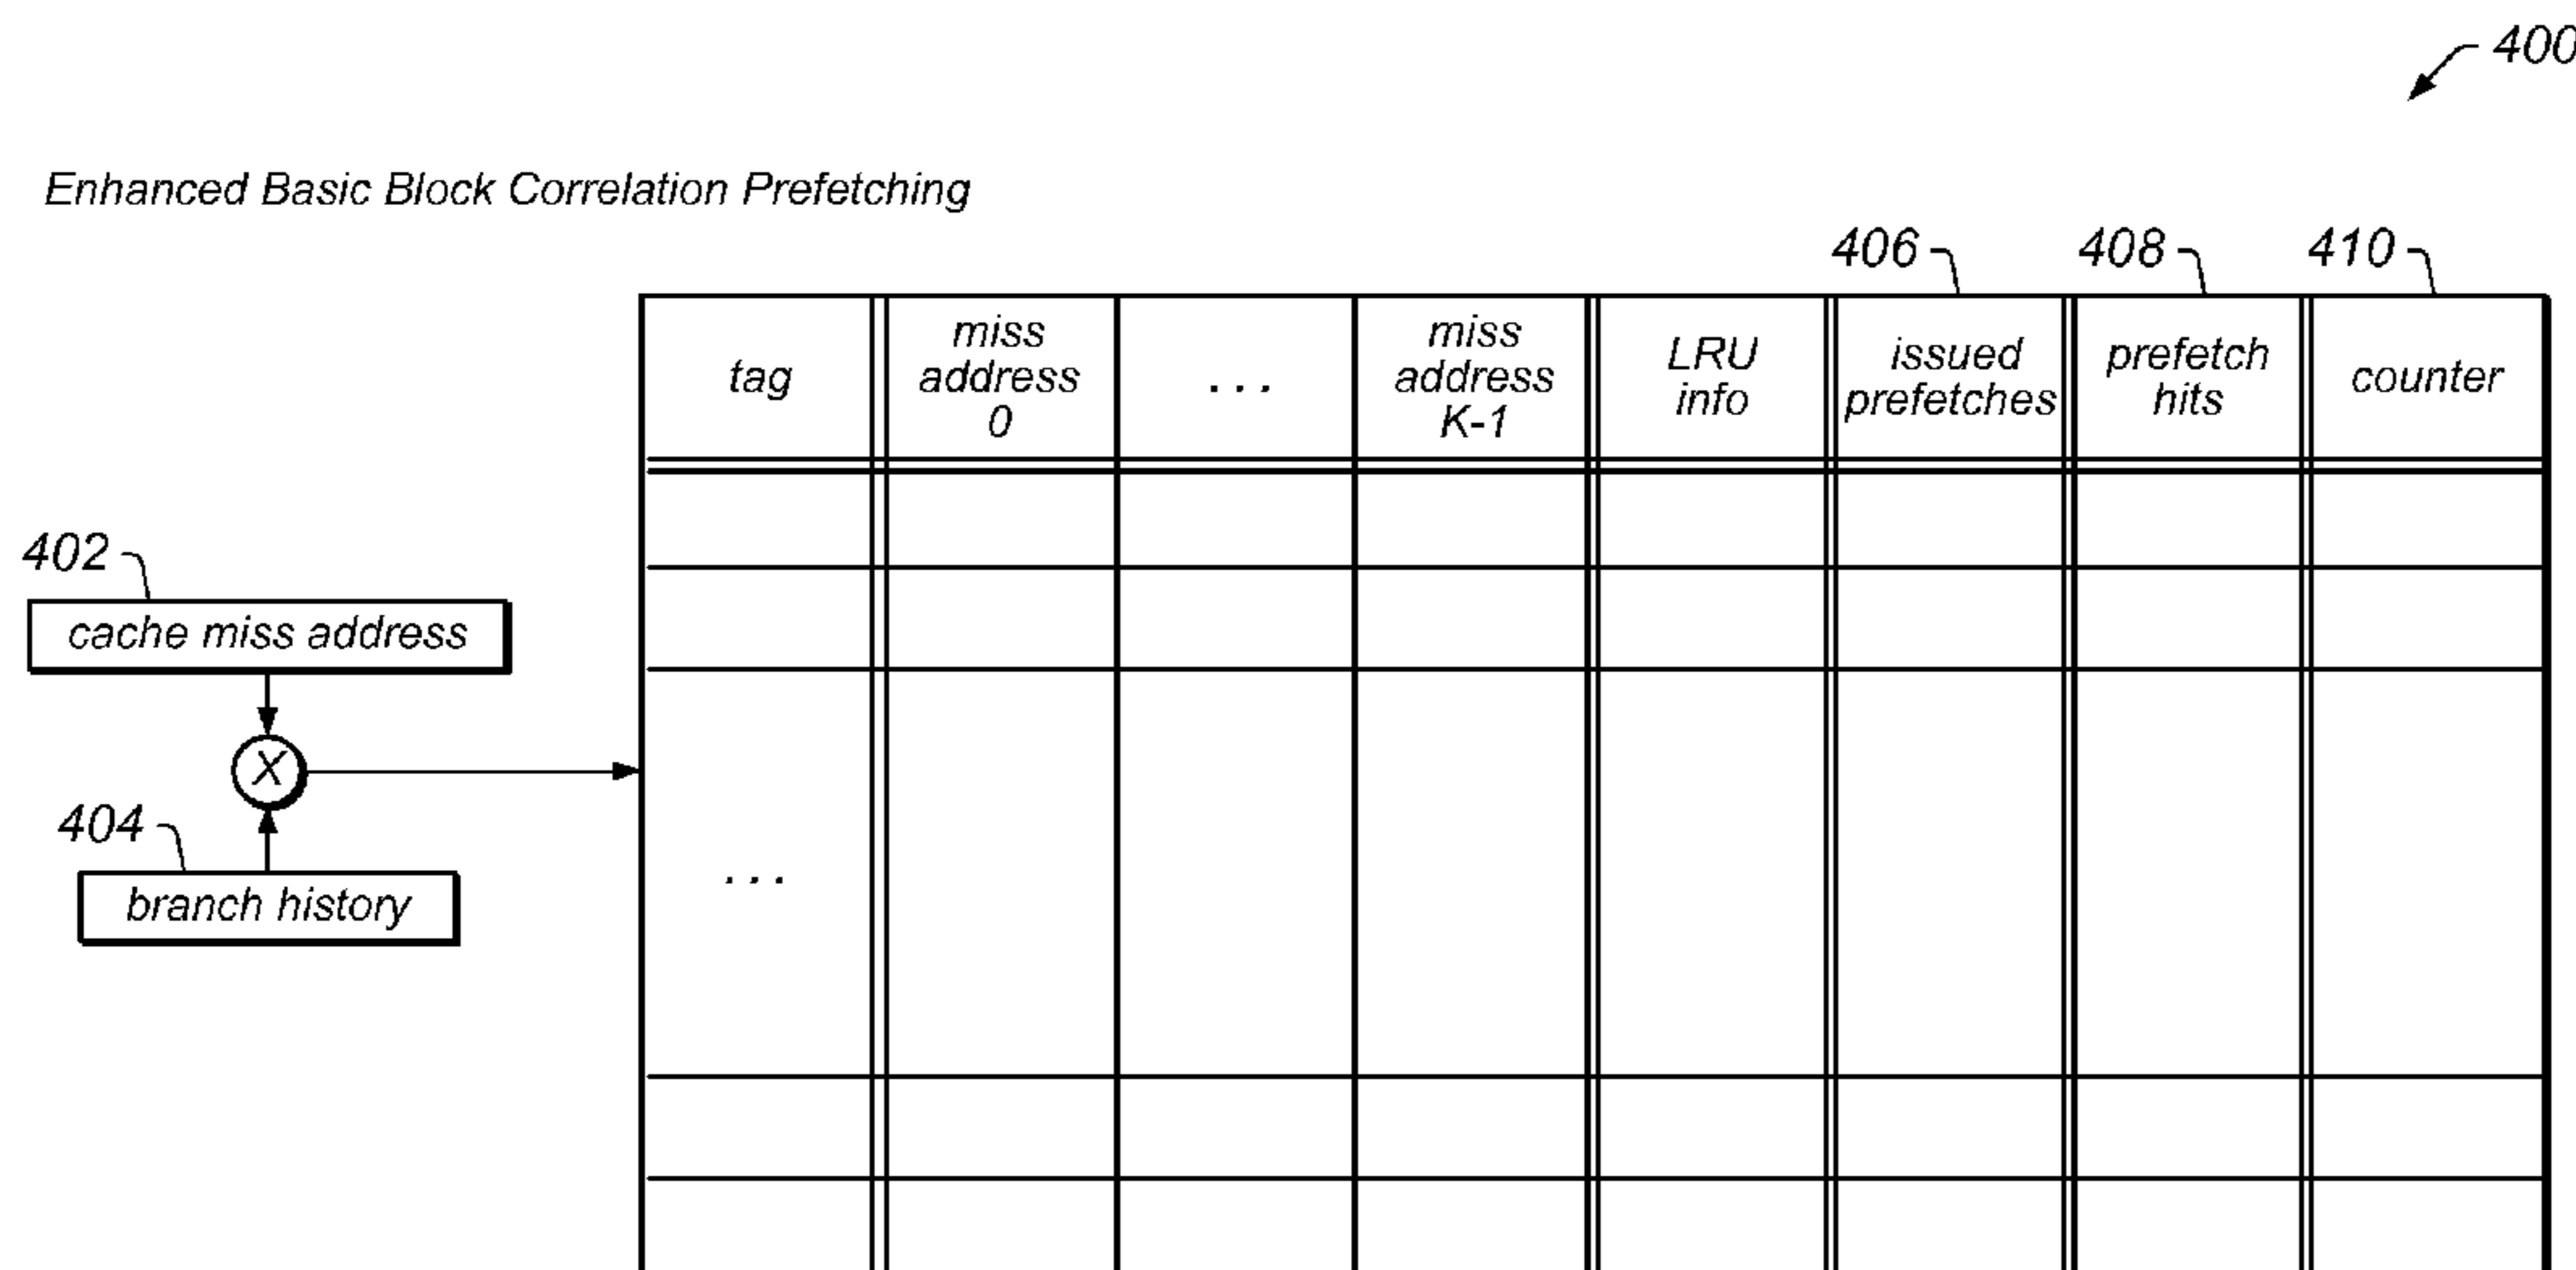 400
Enhanced Basic Block Correlation Prefetching
406
408
410
tag
miss
address
0
...
miss
address
K-1
LRU
info
issued
prefetches
prefetch
hits
counter
402
cache miss address
X
404
branch history
...